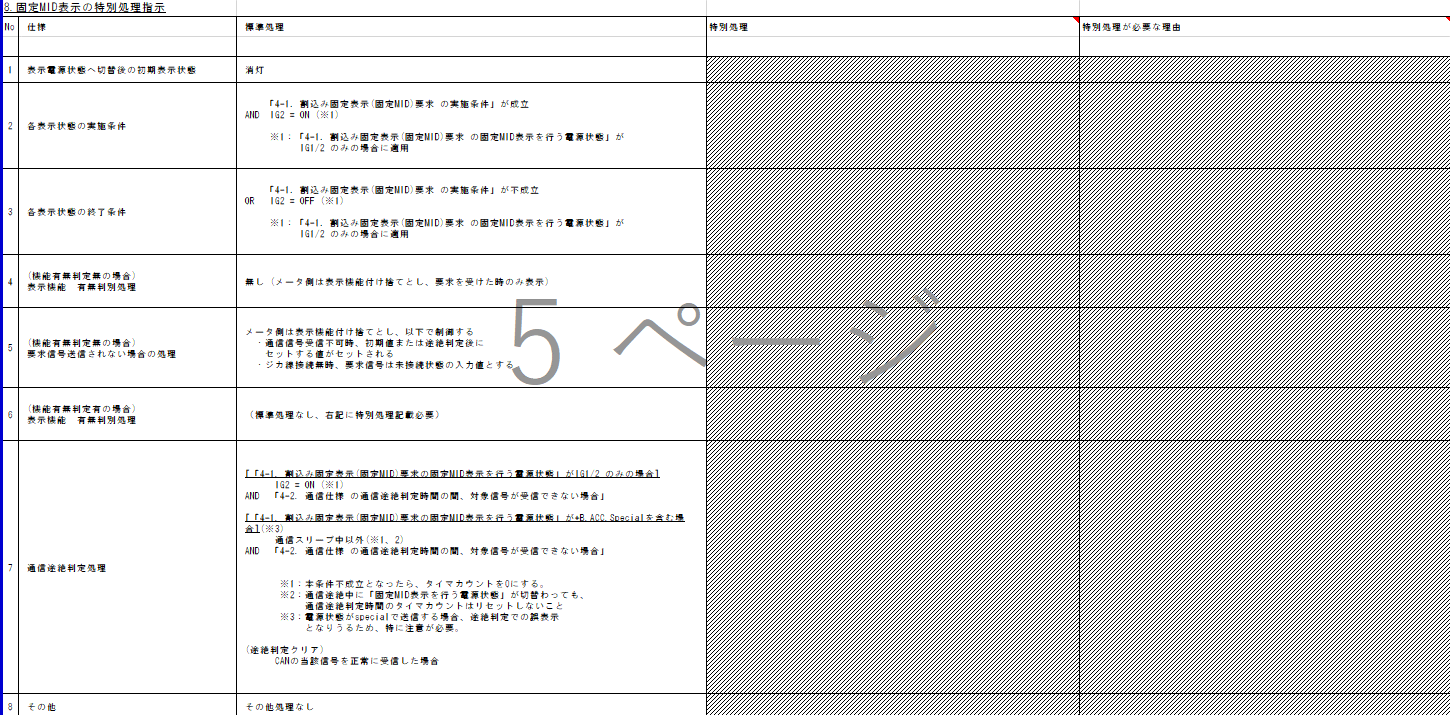 8.固定MID表示の特別処理指示
No 仕様 標準処理 特別処理 特別処理が必要な理由
1 表示電源状態へ切替後の初期表示状態 消灯
2 各表示状態の実施条件
「4-1. 割込み固定表示(固定MID)要求 の実施条件」が成立
AND IG2 = ON (※1)
※1:「4-1. 割込み固定表示(固定MID)要求 の固定MID表示を行う電源状態」が
IG1/2 のみの場合に適用
3 各表示状態の終了条件
「4-1. 割込み固定表示(固定MID)要求 の実施条件」が不成立
OR IG2 = OFF (※1)
※1:「4-1. 割込み固定表示(固定MID)要求 の固定MID表示を行う電源状態」が
IG1/2 のみの場合に適用
4 (機能有無判定無の場合)
表示機能 有無判別処理
無し (メータ側は表示機能付け捨てとし、要求を受けた時のみ表示)
5 (機能有無判定無の場合)
要求信号送信されない場合の処理
メータ側は表示機能付け捨てとし、以下で制御する
・通信信号受信不可時、初期値または途絶判定後に
セットする値がセットされる
・ジカ線接続無時、要求信号は未接続状態の入力値とする。
6 (機能有無判定有の場合)
表示機能 有無判別処理
(標準処理なし、右記に特別処理記載必要)
7 通信途絶判定処理
[「4-1. 割込み固定表示(固定MID)要求の固定MID表示を行う電源状態」がIG1/2 のみの場合]
IG2 = ON (※1)
AND 「4-2. 通信仕様 の通信途絶判定時間の間、対象信号が受信できない場合」
[「4-1. 割込み固定表示(固定MID)要求の固定MID表示を行う電源状態」が+B,ACC,Specialを含む場
合](※3)
通信スリープ中以外(※1、2)
AND 「4-2. 通信仕様 の通信途絶判定時間の間、対象信号が受信できない場合」
※1:本条件不成立となったら、タイマカウントを0にする。
※2:通信途絶中に「固定MID表示を行う電源状態」が切替わっても、
通信途絶判定時間のタイマカウントはリセットしないこと
※3:電源状態がspecialで送信する場合、途絶判定での誤表示
となりうるため、特に注意が必要。
(途絶判定クリア)
CANの当該信号を正常に受信した場合
8 その他 その他処理なし
5 ページ